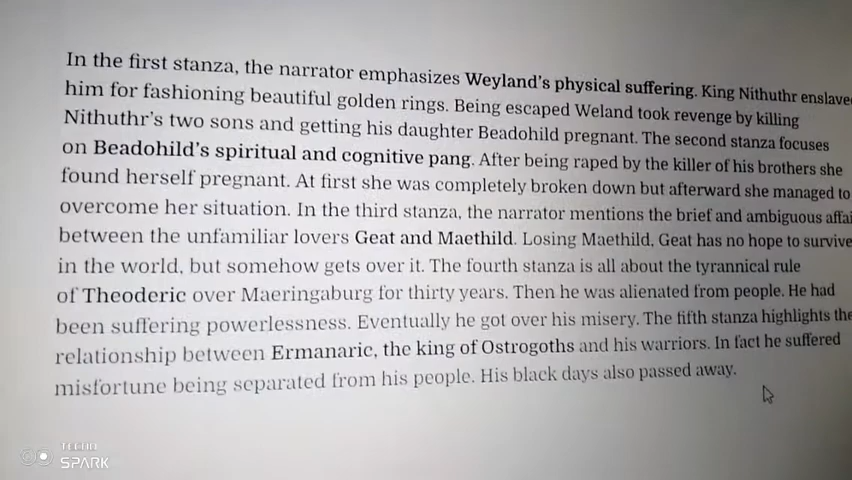 In the first stanza, the narrator emphasizes Weyland's physical suffering. King Nithuthr enslave
him for fashioning beautiful golden rings. Being escaped Weland took revenge by killing
Nithuthr's two sons and getting his daughter Beadohild pregnant. The second stanza focuses
on Beadohild's spiritual and cognitive pang. After being raped by the killer of his brothers she
found herself pregnant. At first she was completely broken down but afterward she managed to
overcome her situation. In the third stanza, the narrator mentions the brief and ambiguous affai
between the unfamiliar lovers Geat and Maethild. Losing Maethild, Geat has no hope to survive
in the world, but somehow gets over it. The fourth stanza is all about the tyrannical rule
of Theoderic over Maeringaburg for thirty years. Then he was alienated from people. He had
been suffering powerlessness. Eventually he got over his misery. The fifth stanza highlights the
relationship between Ermanaric, the king of Ostrogoths and his warriors. In fact he suffered
misfortune being separated from his people. His black days also passed away.
TECNO
SPARK